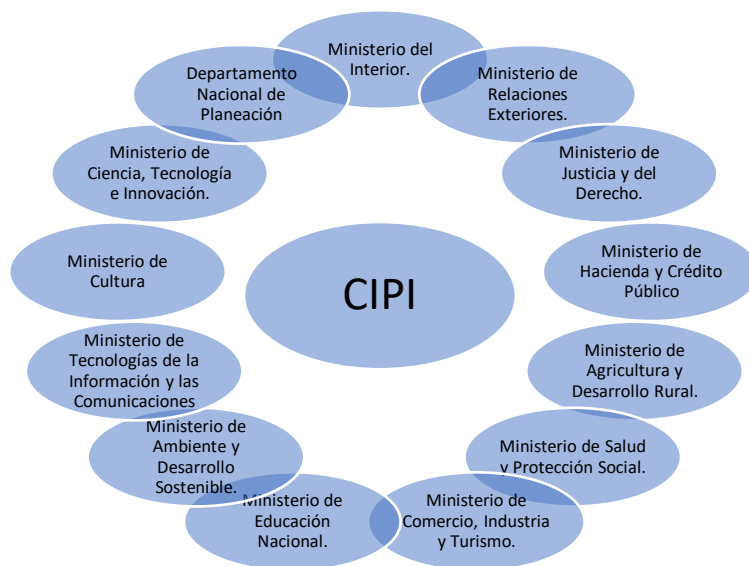 Ministerio del
Interior.
Ministerio de
Relaciones
Exteriores.
Ministerio de
Justicia y del
Derecho.
Ministerio de
Hacienda y Crédito
Público
Ministerio de
Agricultura y
Desarrollo Rural.
Ministerio de Salud
y Protección Social.
Ministerio de
Comercio, Industria
y Turismo.
Ministerio de
Educación
Nacional.
Ministerio de
Ambiente y
Desarrollo
Sostenible.
Ministerio de
Tecnologías de la
Información y las
Comunicaciones
Ministerio de
Cultura
Ministerio de
Ciencia, Tecnología
e Innovación.
Departamento
Nacional de
Planeación
CIPI